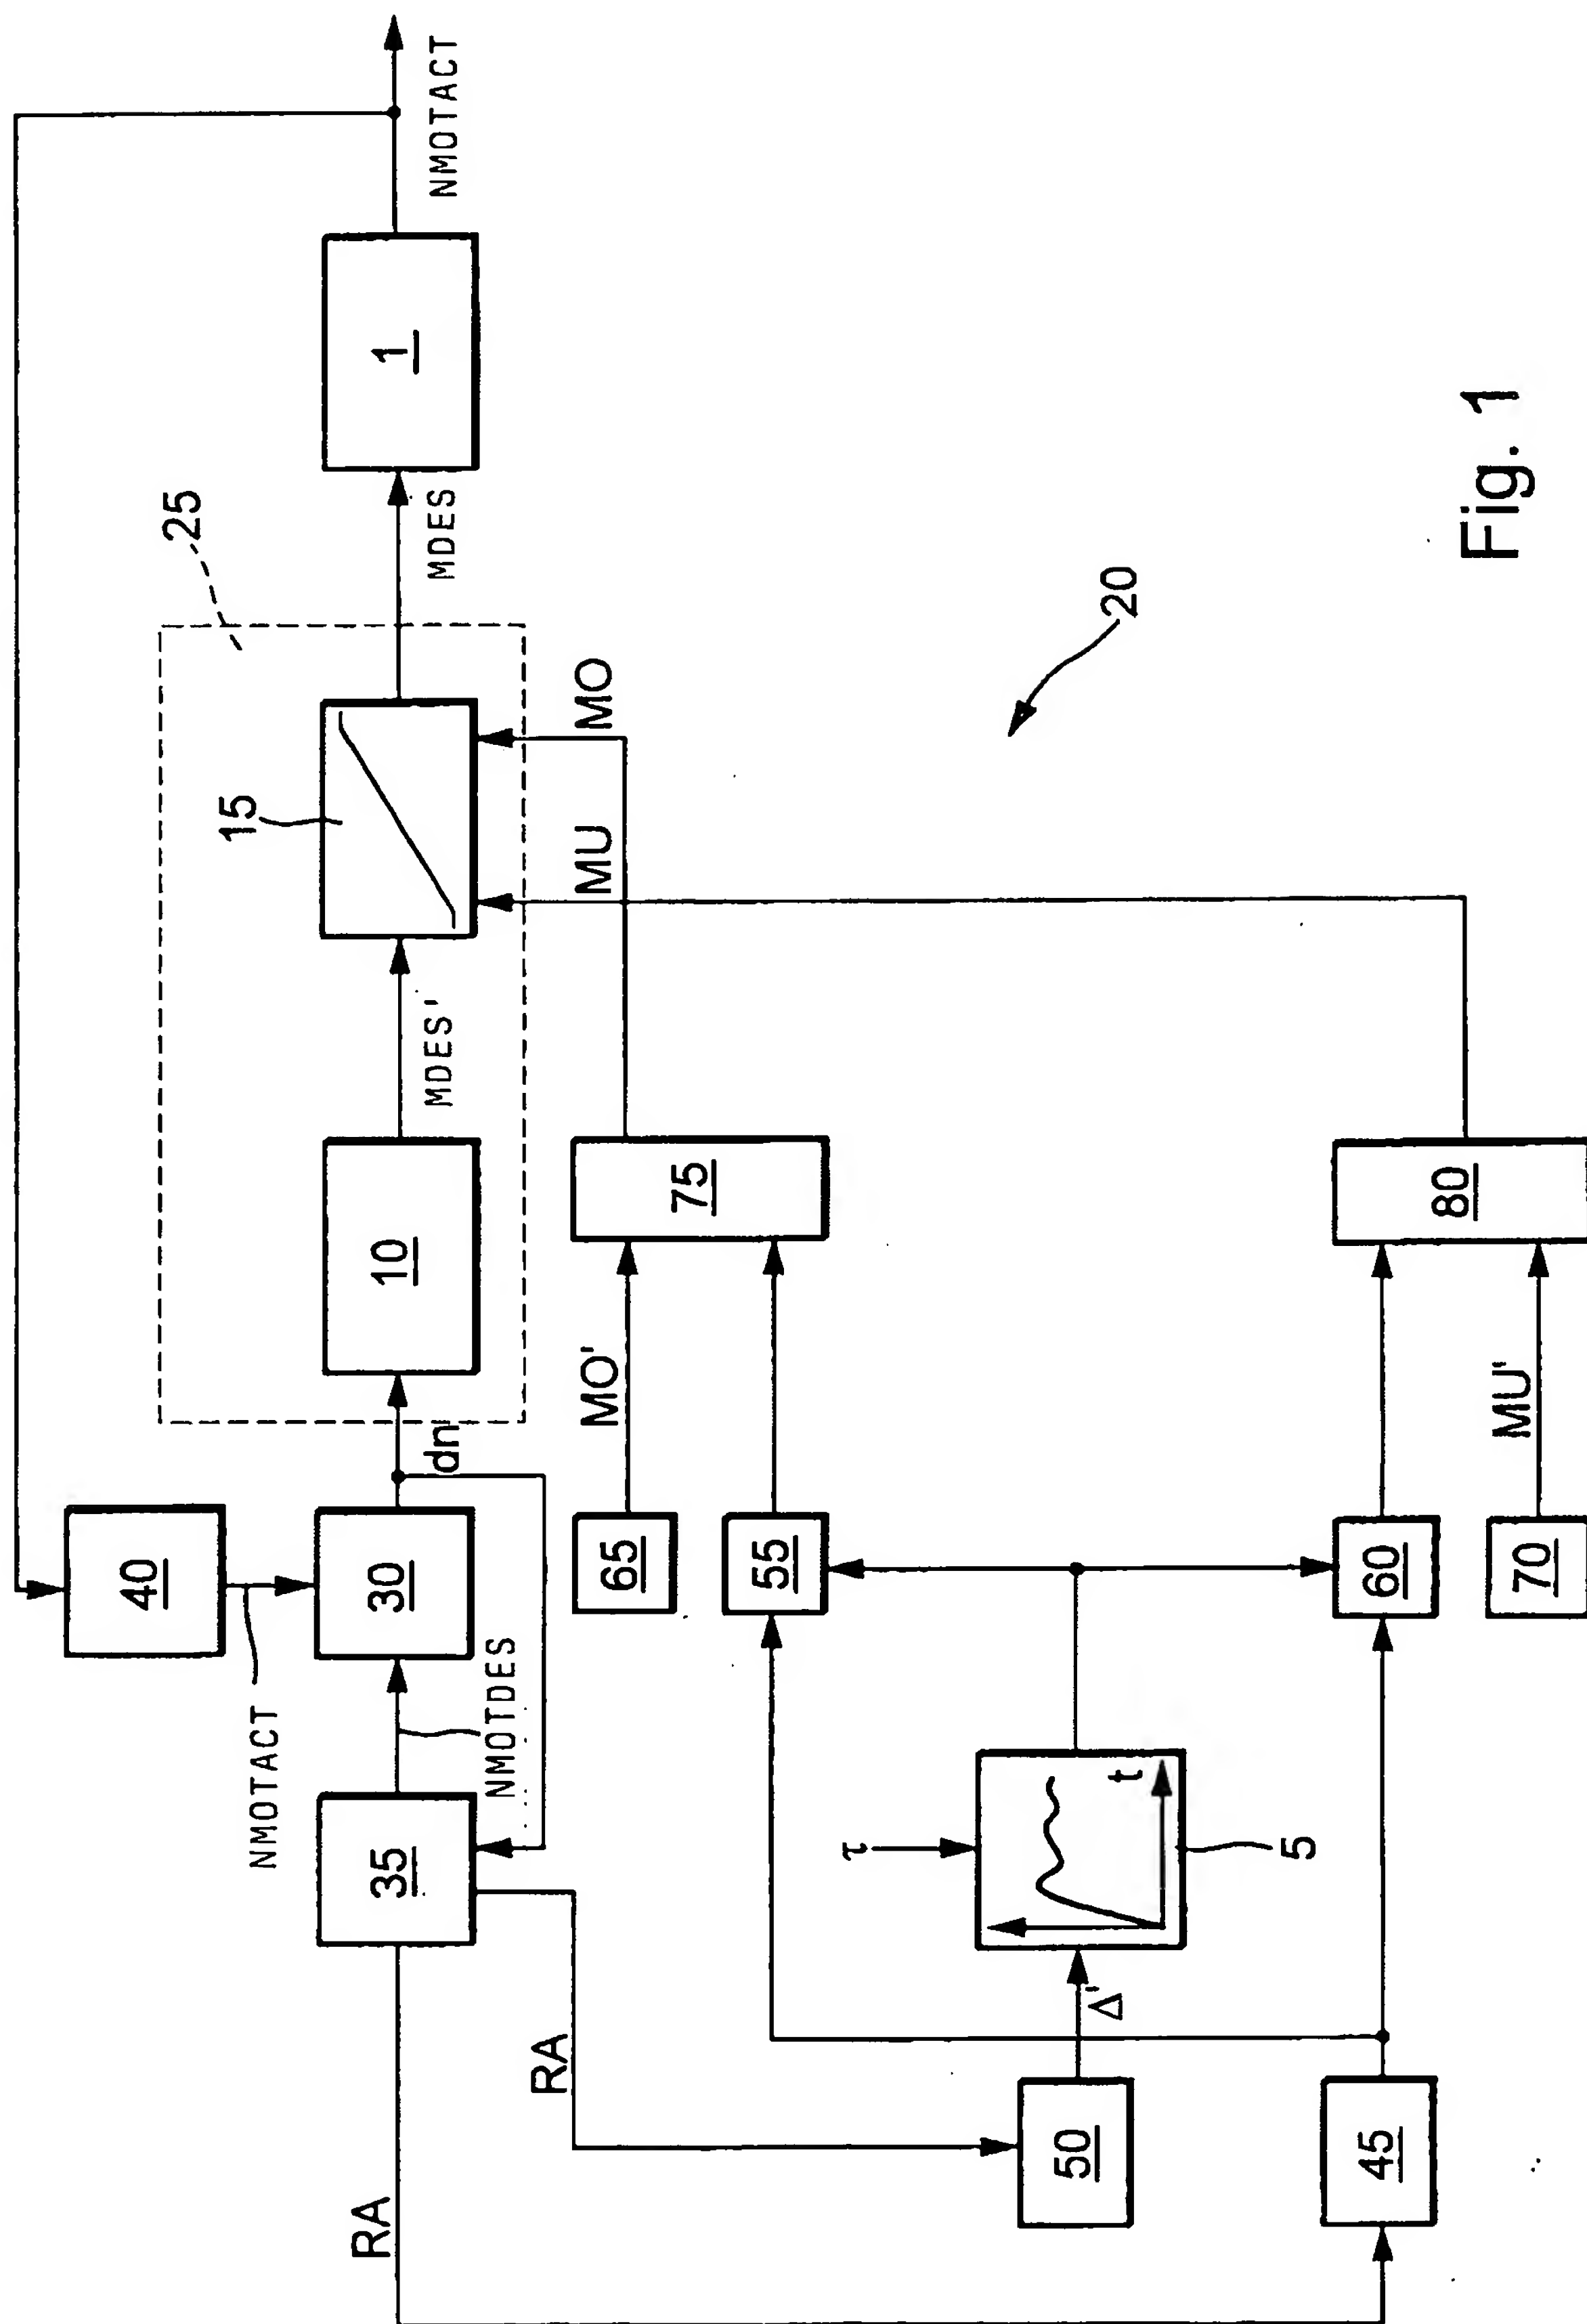 NMOTACT
40
25
NMOTACT
RA
35
NMOTDES
30
dn
10
MDES'
15
MDES
1
RA
65
MO'
75
MU
MO
55
20
τ
50
Δ'
t
5
45
60
80
70
MU'
Fig. 1